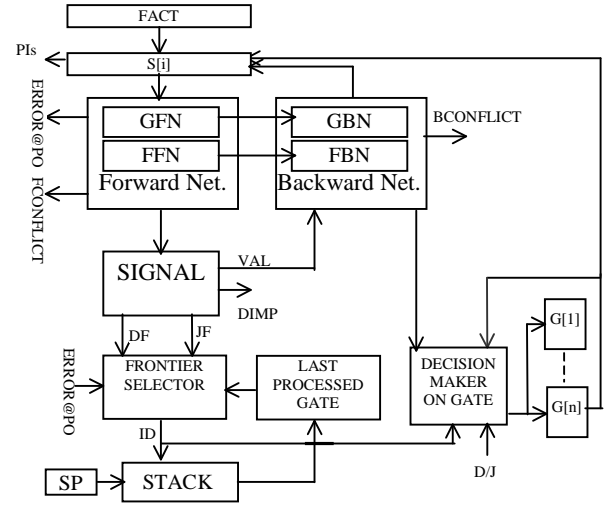 FACT
PIs
S[i]
ERROR@PO
FCONFLICT
GFN
FFN
Forward Net.
GBN
FBN
Backward Net.
BCONFLICT
SIGNAL
VAL
DIMP
DF
JF
ERROR@PO
FRONTIER
SELECTOR
LAST
PROCESSED
GATE
DECISION
MAKER
ON GATE
G[1]
G[n]
ID
D/J
SP
STACK